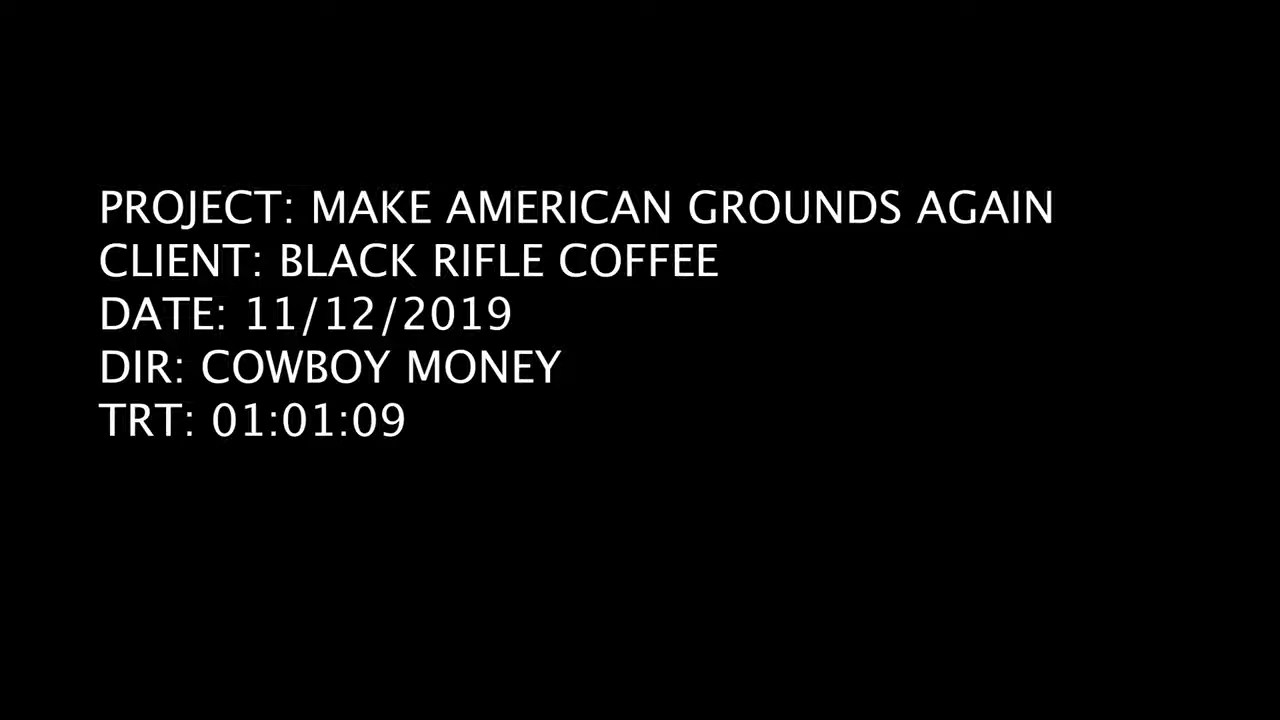 PROJECT: MAKE AMERICAN GROUNDS AGAIN
CLIENT: BLACK RIFLE COFFEE
DATE: 11/12/2019
DIR: COWBOY MONEY
TRT: 01:01:09